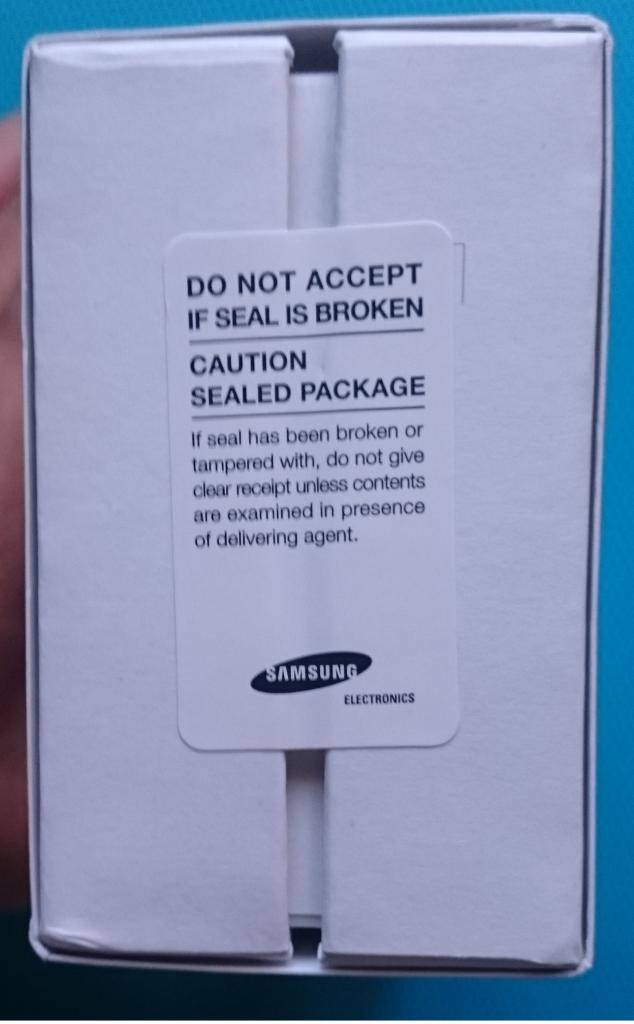 DO NOT ACCEPT
IF SEAL IS BROKEN
CAUTION
SEALED PACKAGE
If seal has been broken or
tampered with, do not give
clear receipt unless contents
are examined in presence
of delivering agent.
SAMSUNG
ELECTRONICS